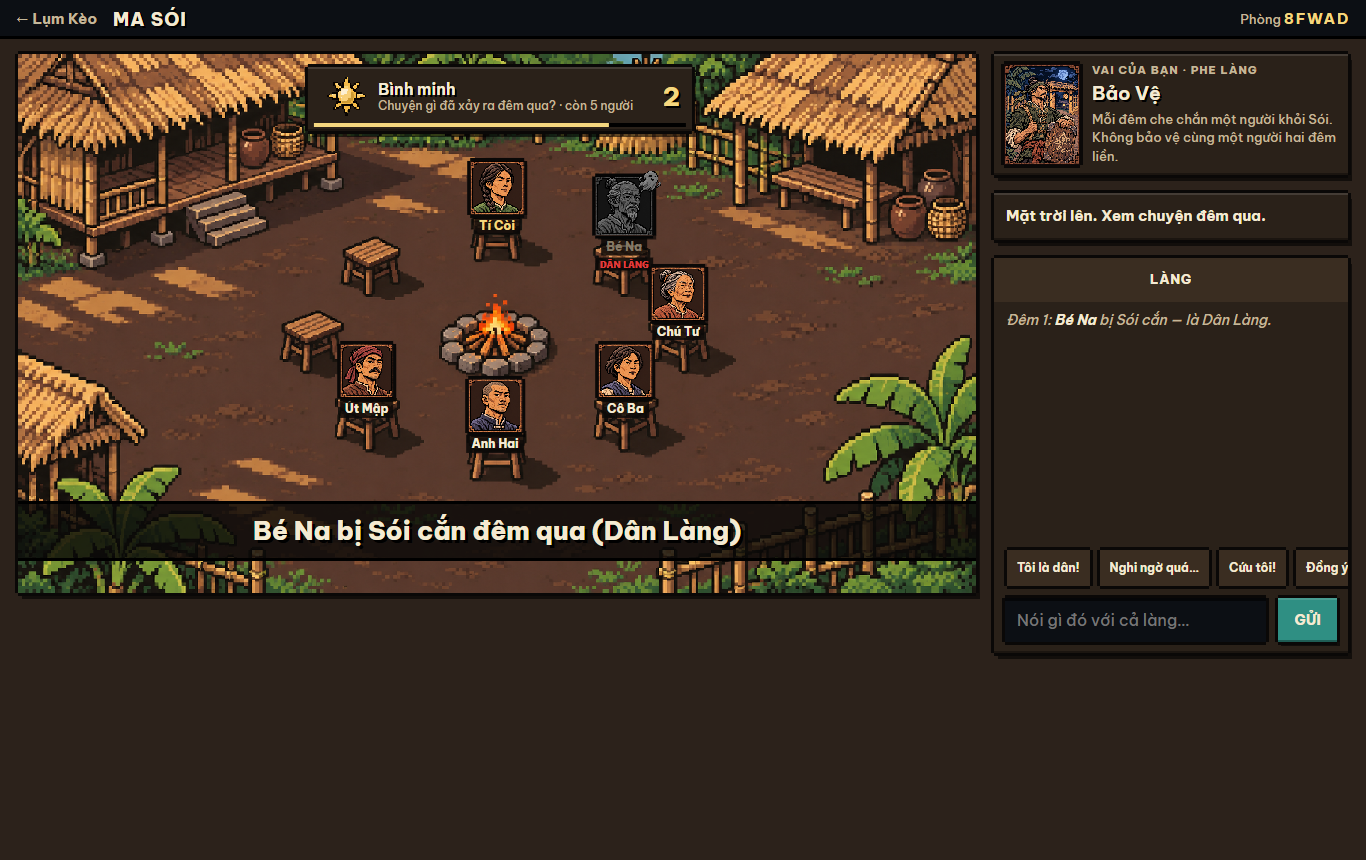 ← Lụm Kèo
MA SÓI
Phòng 8FWAD
Bình minh
Chuyện gì đã xảy ra đêm qua? · còn 5 người
2
Tí Còi
Bé Na
DÂN LÀNG
Chú Tư
Út Mập
Cô Ba
Anh Hai
Bé Na bị Sói cắn đêm qua (Dân Làng)
VAI CỦA BẠN · PHE LÀNG
Bảo Vệ
Mỗi đêm che chắn một người khỏi Sói.
Không bảo vệ cùng một người hai đêm
liền.
Mặt trời lên. Xem chuyện đêm qua.
LÀNG
Đêm 1: Bé Na bị Sói cắn — là Dân Làng.
Tôi là dân!
Nghi ngờ quá...
Cứu tôi!
Đồng ý
Nói gì đó với cả làng...
GỬI